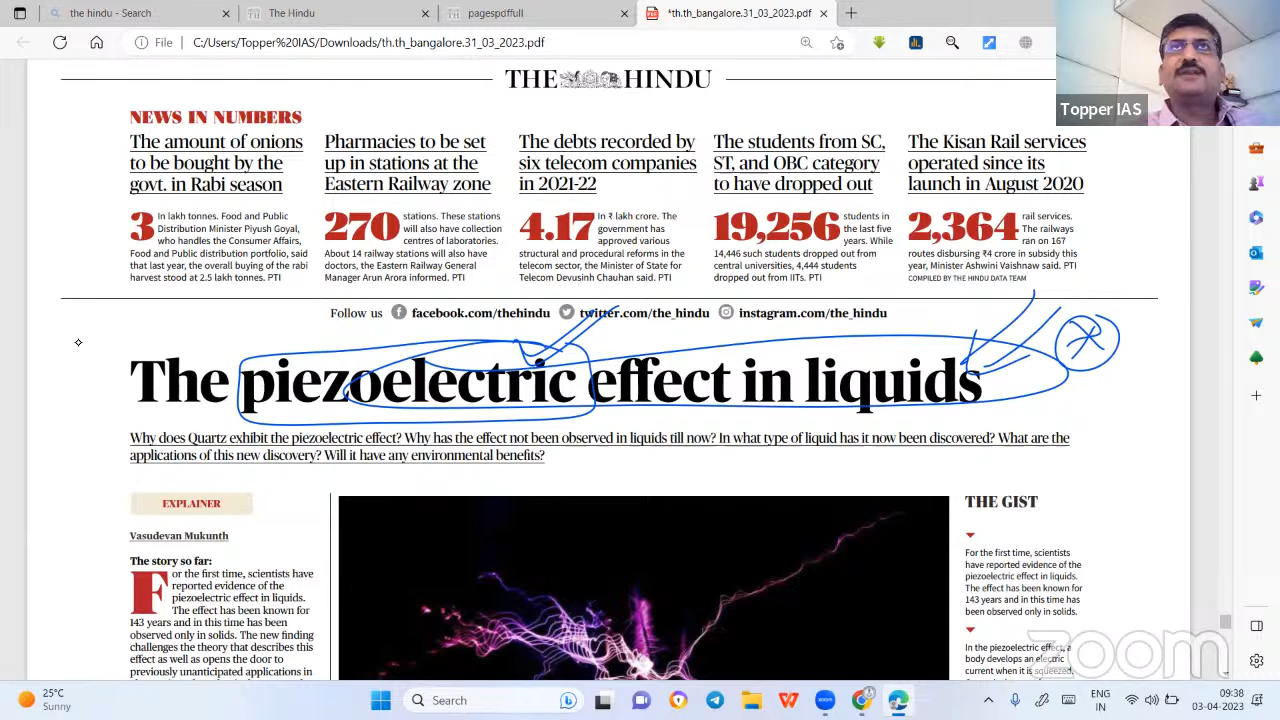 the Hindu - Search
The Hindu
pagespdfull
*th.th_bangalore.31_03_2023.pdf
File
C:/Users/Topper%20IAS/Downloads/th.th_bangalore.31_03_2023.pdf
Topper IAS
THE HINDU
NEWS IN NUMBERS
The amount of onions
to be bought by the
govt. in Rabi season
3 In lakh tonnes. Food and Public
Distribution Minister Piyush Goyal,
who handles the Consumer Affairs,
Food and Public distribution portfolio, said
that last year, the overall buying of the rabi
harvest stood at 2.5 lakh tonnes. PTI
Pharmacies to be set
up in stations at the
Eastern Railway zone
270 stations. These stations
will also have collection
centres of laboratories.
About 14 railway stations will also have
doctors, the Eastern Railway General
Manager Arun Arora informed. PTI
The debts recorded by
six telecom companies
in 2021-22
4.17 In ₹ lakh crore. The
government has
approved various
structural and procedural reforms in the
telecom sector, the Minister of State for
Telecom Devusinh Chauhan said. PTI
The students from SC,
ST, and OBC category
to have dropped out
19,256 students in
the last five
years. While
14,446 such students dropped out from
central universities, 4,444 students
dropped out from IITs. PTI
The Kisan Rail services
operated since its
launch in August 2020
2,364 rail services.
The railways
ran on 167
routes disbursing ₹4 crore in subsidy this
year, Minister Ashwini Vaishnaw said. PTI
COMPILED BY THE HINDU DATA TEAM
Follow us facebook.com/thehindu twitter.com/the_hindu instagram.com/the_hindu
The piezoelectric effect in liquids
Why does Quartz exhibit the piezoelectric effect? Why has the effect not been observed in liquids till now? In what type of liquid has it now been discovered? What are the
applications of this new discovery? Will it have any environmental benefits?
EXPLAINER
Vasudevan Mukunth
The story so far:
For the first time, scientists have
reported evidence of the
piezoelectric effect in liquids.
The effect has been known for
143 years and in this time has been
observed only in solids. The new finding
challenges the theory that describes this
effect as well as opens the door to
previously unanticipated applications in
THE GIST
For the first time, scientists
have reported evidence of the
piezoelectric effect in liquids.
The effect has been known for
143 years and in this time has
been observed only in solids.
In the piezoelectric effect, a
body develops an electric
current when it is squeezed.
zoom
25°C
Sunny
Search
ENG
IN
09:38
03-04-2023